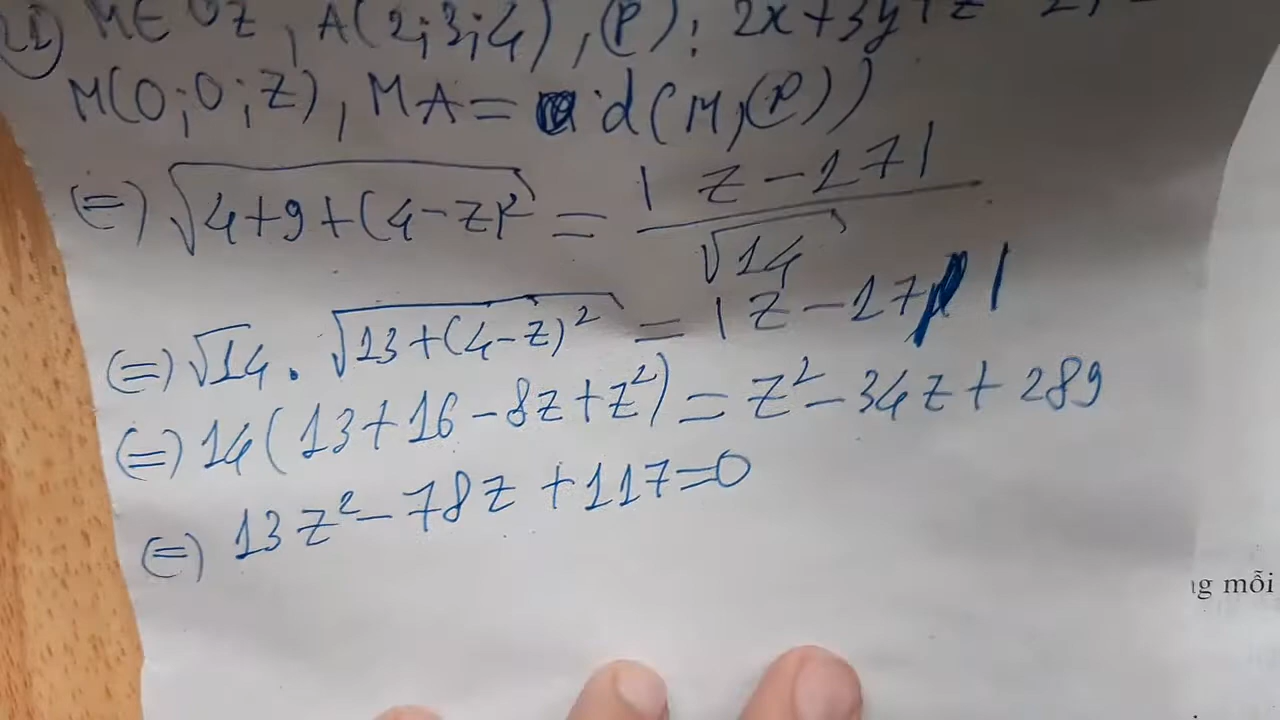 M∈Oz, A(2;3;4), (P): 2x+3y+z
M(0;0;z), MA = d(M,(P))
(=) √(4+9+(4-z)²) = |z-17| / √14
(=) √14 . √(13+(4-z)²) = |z-17|
(=) 14(13+16-8z+z²) = z²-34z+289
(=) 13z²-78z+117=0
mỗi